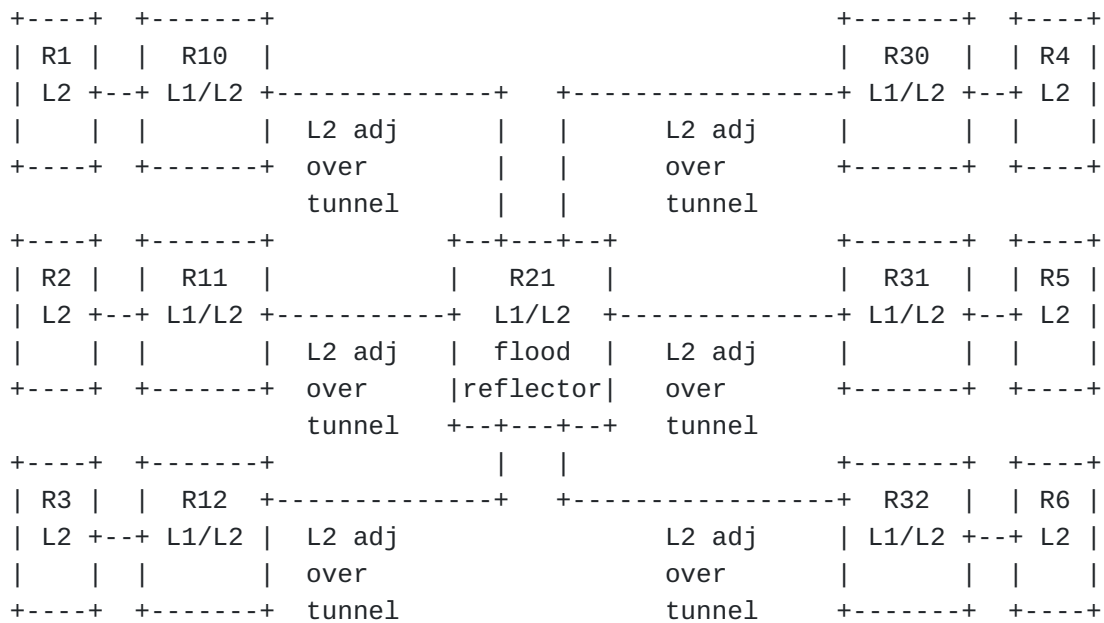 +----+  +-------+                                     +-------+  +----+
| R1 |  |  R10  |                                     |  R30  |  | R4 |
| L2 +--+ L1/L2 +--------------+   +-----------------+ L1/L2 +--+ L2 |
|    |  |       |  L2 adj      |   |      L2 adj     |       |  |    |
+----+  +-------+  over        |   |      over       +-------+  +----+
                   tunnel      |   |      tunnel
+----+  +-------+           +--+---+--+              +-------+  +----+
| R2 |  |  R11  |           |   R21   |              |  R31  |  | R5 |
| L2 +--+ L1/L2 +-----------+  L1/L2  +--------------+ L1/L2 +--+ L2 |
|    |  |       |  L2 adj   |  flood  |   L2 adj     |       |  |    |
+----+  +-------+  over     |reflector|   over       +-------+  +----+
                   tunnel   +--+---+--+   tunnel
+----+  +-------+              |   |                 +-------+  +----+
| R3 |  |  R12  +--------------+   +-----------------+  R32  |  | R6 |
| L2 +--+ L1/L2 |  L2 adj                 L2 adj     | L1/L2 +--+ L2 |
|    |  |       |  over                   over       |       |  |    |
+----+  +-------+  tunnel                 tunnel     +-------+  +----+